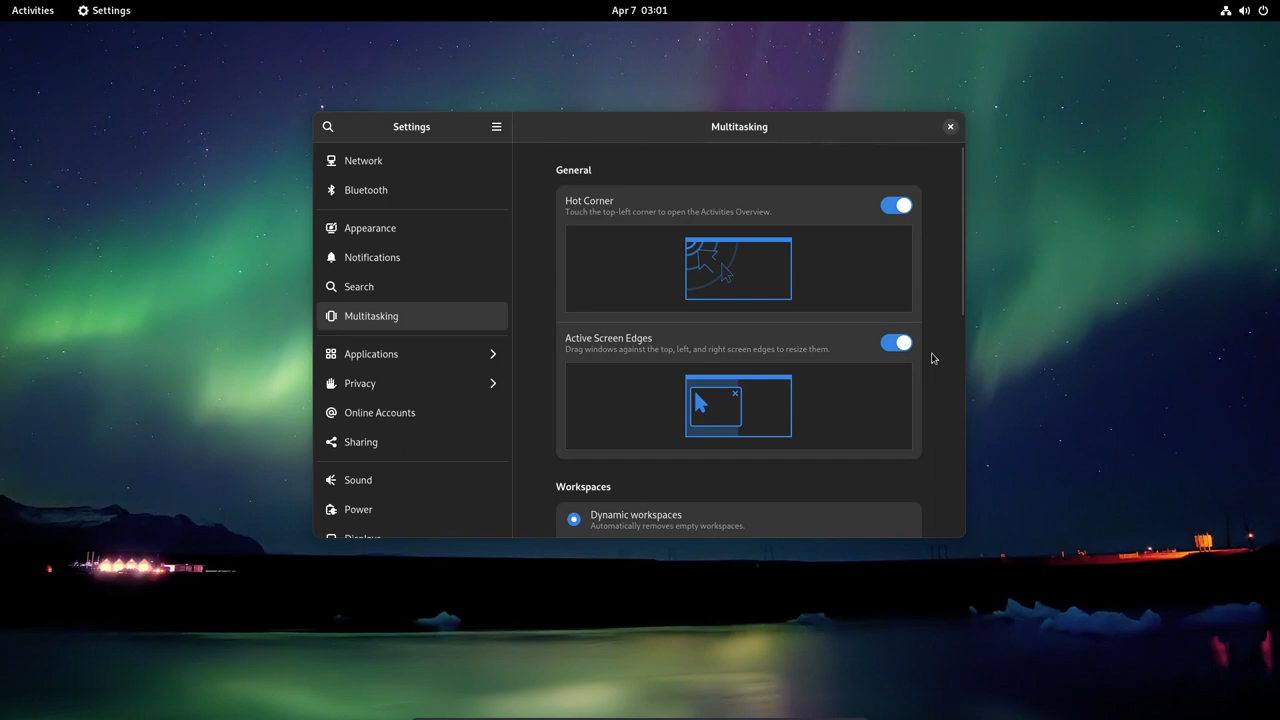 Activities
Settings
Apr 7 03:01
Settings
Multitasking
Network
Bluetooth
Appearance
Notifications
Search
Multitasking
Applications
Privacy
Online Accounts
Sharing
Sound
Power
Displays
General
Hot Corner
Touch the top-left corner to open the Activities Overview.
Active Screen Edges
Drag windows against the top, left, and right screen edges to resize them.
Workspaces
Dynamic workspaces
Automatically removes empty workspaces.